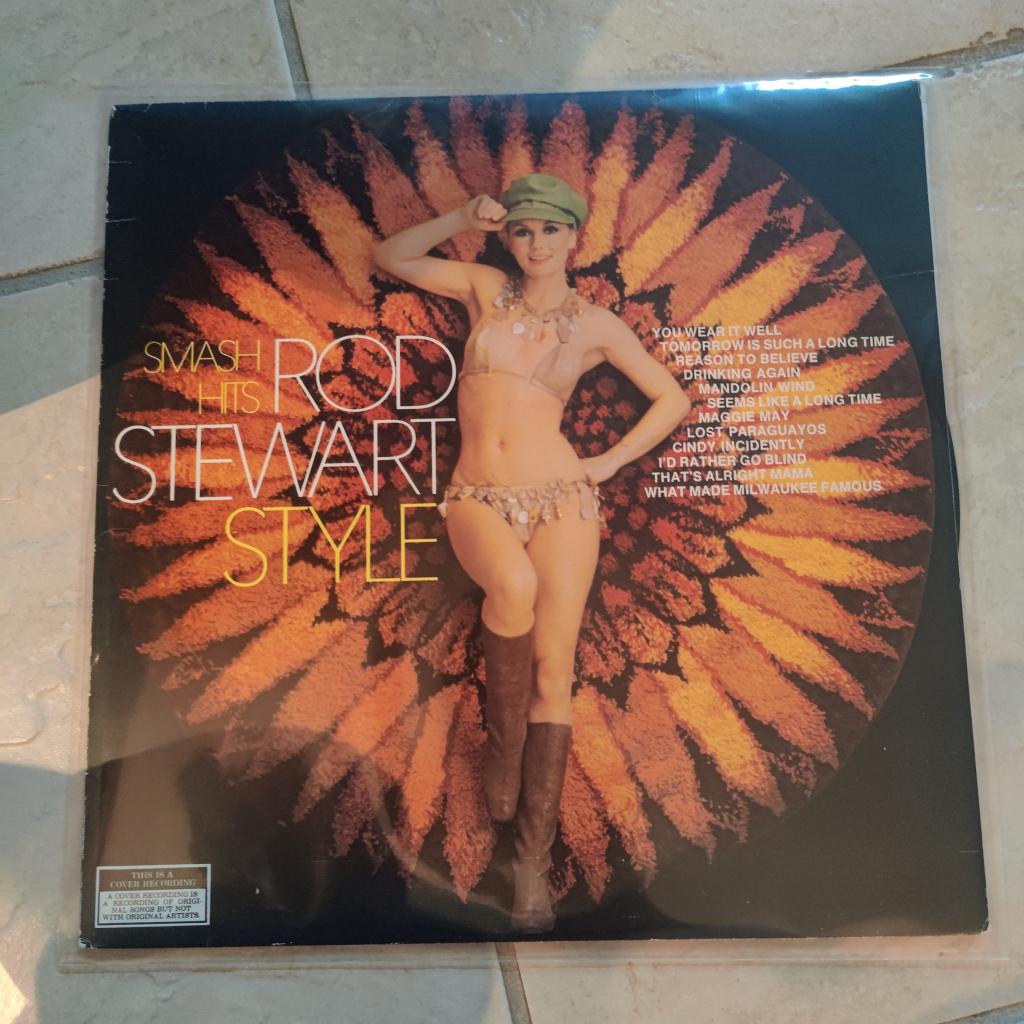 SMASH
HITS ROD
STEWART
STYLE
YOU WEAR IT WELL
TOMORROW IS SUCH A LONG TIME
REASON TO BELIEVE
DRINKING AGAIN
MANDOLIN WIND
SEEMS LIKE A LONG TIME
MAGGIE MAY
LOST PARAGUAYOS
CINDY INCIDENTLY
I'D RATHER GO BLIND
THAT'S ALRIGHT MAMA
WHAT MADE MILWAUKEE FAMOUS
THIS IS A
COVER RECORDING
A COVER RECORDING IS
A RECORDING OF ORIGI-
NAL SONGS BUT NOT
WITH ORIGINAL ARTISTS.